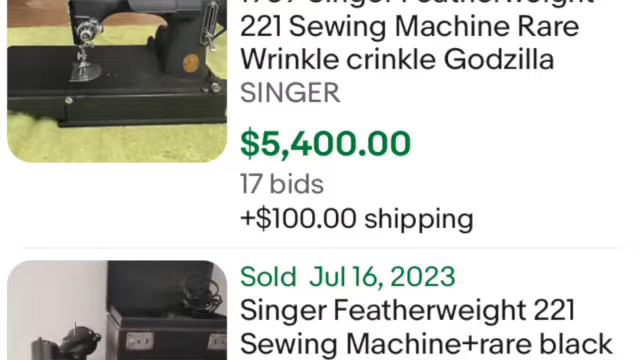 221 Sewing Machine Rare
Wrinkle crinkle Godzilla
SINGER
$5,400.00
17 bids
+$100.00 shipping
Sold Jul 16, 2023
Singer Featherweight 221
Sewing Machine+rare black